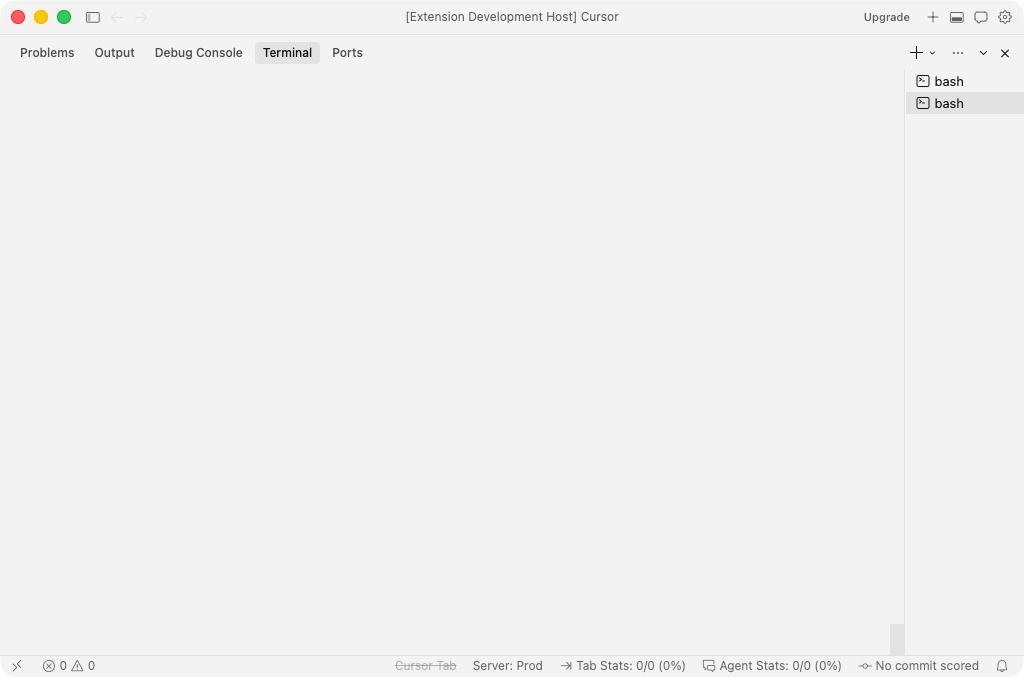 [Extension Development Host] Cursor
Upgrade
Problems Output Debug Console Terminal Ports
bash
bash
0 0
Cursor Tab Server: Prod Tab Stats: 0/0 (0%) Agent Stats: 0/0 (0%) No commit scored